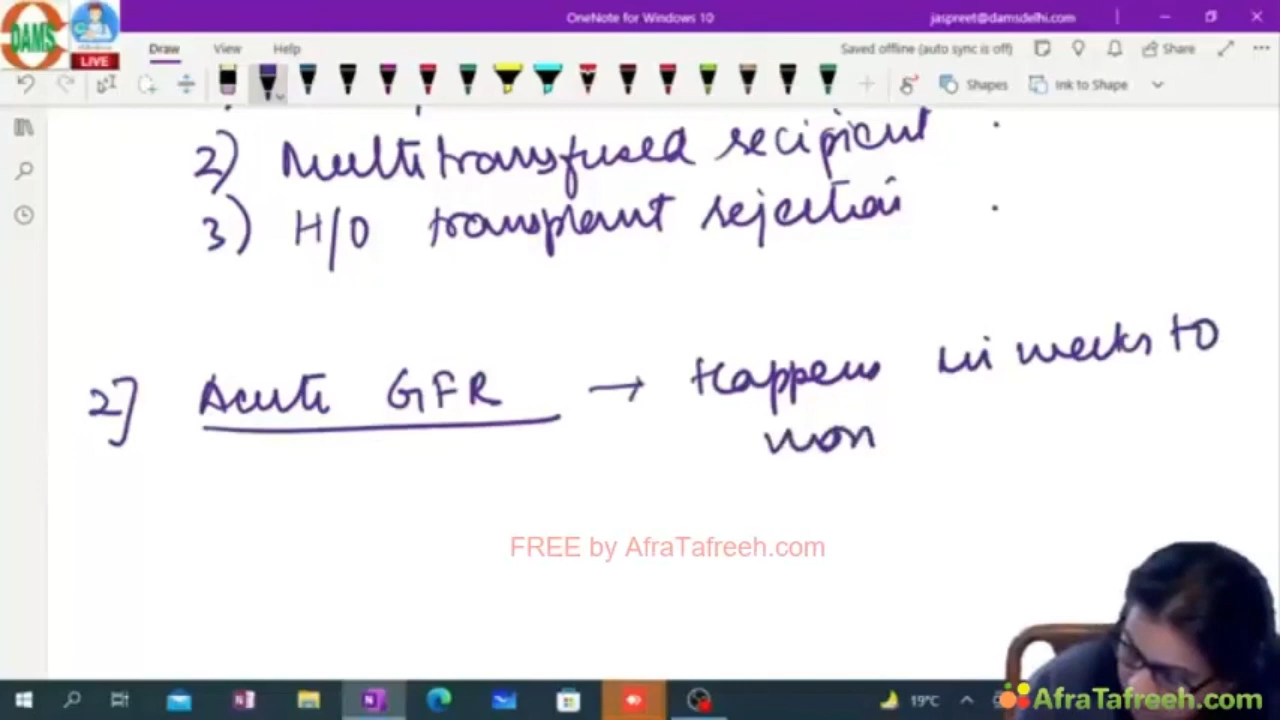 DAMS
LIVE
OneNote for Windows 10
jaspreet@damsdelhi.com
Draw View Help
Saved offline (auto sync is off)
Share
Shapes
Ink to Shape
2) Multitransfused recipient
3) H/O transplant rejection
2] Acute GFR → Happens in weeks to
mon
FREE by AfraTafreeh.com
19°C
AfraTafreeh.com